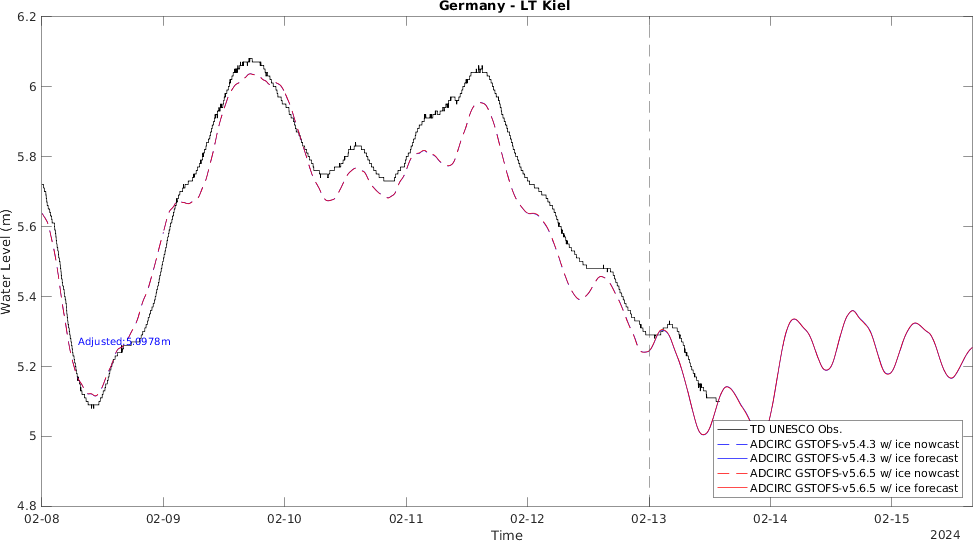 Germany - LT Kiel
6.2
6
5.8
5.6
5.4
5.2
5
4.8
Water Level (m)
Adjusted:5.0978m
TD UNESCO Obs.
ADCIRC GSTOFS-v5.4.3 w/ ice nowcast
ADCIRC GSTOFS-v5.4.3 w/ ice forecast
ADCIRC GSTOFS-v5.6.5 w/ ice nowcast
ADCIRC GSTOFS-v5.6.5 w/ ice forecast
02-08 02-09 02-10 02-11 02-12 02-13 02-14 02-15
Time
2024